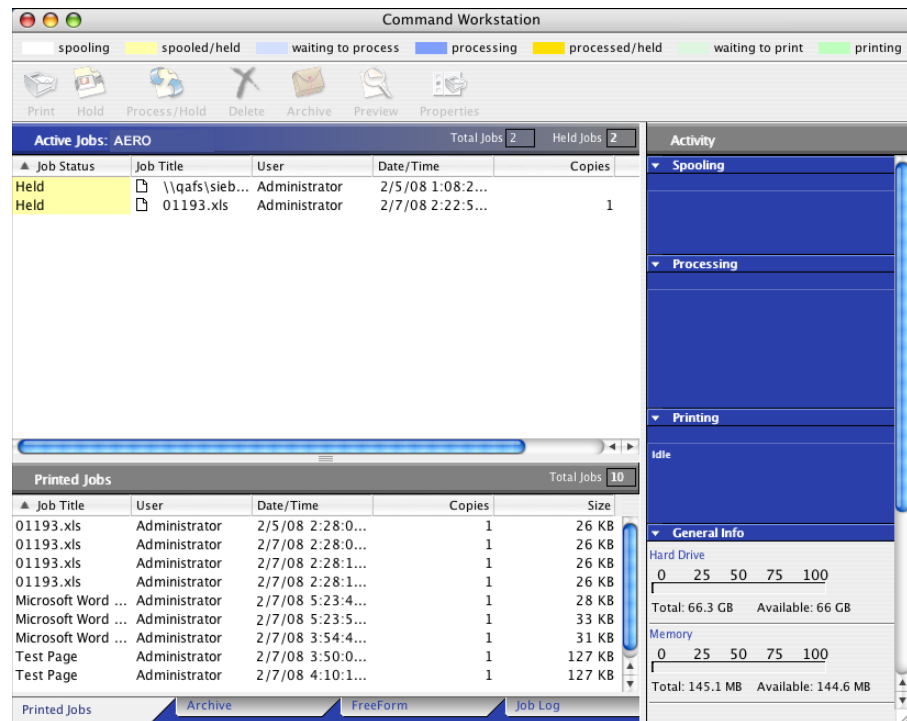 Command Workstation
spooling spooled/held waiting to process processing processed/held waiting to print printing
Print Hold Process/Hold Delete Archive Preview Properties
Active Jobs: AERO Total Jobs 2 Held Jobs 2
▲ Job Status Job Title User Date/Time Copies
Held \\qafs\sieb... Administrator 2/5/08 1:08:2...
Held 01193.xls Administrator 2/7/08 2:22:5... 1
Activity
Spooling
Processing
Printing
Idle
Printed Jobs Total Jobs 10
▲ Job Title User Date/Time Copies Size
01193.xls Administrator 2/5/08 2:28:0... 1 26 KB
01193.xls Administrator 2/7/08 2:28:0... 1 26 KB
01193.xls Administrator 2/7/08 2:28:1... 1 26 KB
01193.xls Administrator 2/7/08 2:28:1... 1 26 KB
Microsoft Word ... Administrator 2/7/08 5:23:4... 1 28 KB
Microsoft Word ... Administrator 2/7/08 5:23:5... 1 33 KB
Microsoft Word ... Administrator 2/7/08 3:54:4... 1 31 KB
Test Page Administrator 2/7/08 3:50:0... 1 127 KB
Test Page Administrator 2/7/08 4:10:1... 1 127 KB
General Info
Hard Drive
0 25 50 75 100
Total: 66.3 GB Available: 66 GB
Memory
0 25 50 75 100
Total: 145.1 MB Available: 144.6 MB
Printed Jobs Archive FreeForm Job Log